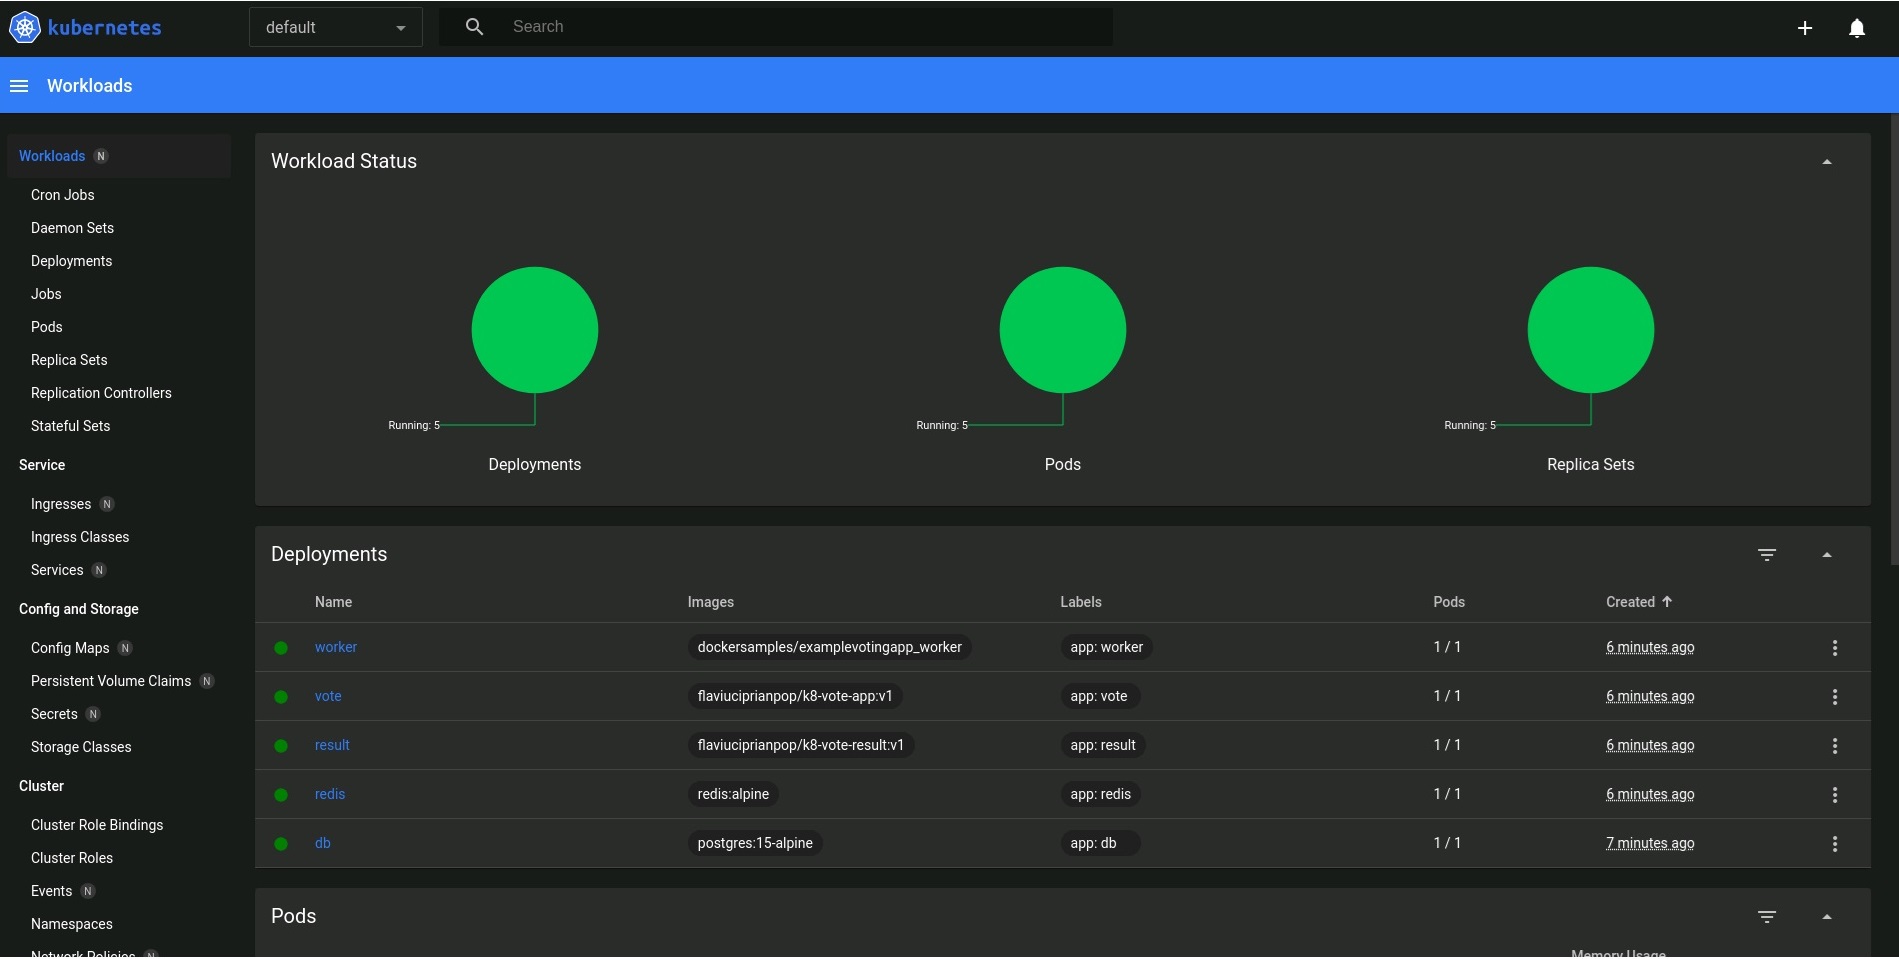 kubernetes
default
Search
Workloads
Workloads N
Cron Jobs
Daemon Sets
Deployments
Jobs
Pods
Replica Sets
Replication Controllers
Stateful Sets
Service
Ingresses N
Ingress Classes
Services N
Config and Storage
Config Maps N
Persistent Volume Claims N
Secrets N
Storage Classes
Cluster
Cluster Role Bindings
Cluster Roles
Events N
Namespaces
Network Policies N
Workload Status
Running: 5 Running: 5 Running: 5
Deployments Pods Replica Sets
Deployments
Name Images Labels Pods Created
worker dockersamples/examplevotingapp_worker app: worker 1 / 1 6 minutes ago
vote flaviuciprianpop/k8-vote-app:v1 app: vote 1 / 1 6 minutes ago
result flaviuciprianpop/k8-vote-result:v1 app: result 1 / 1 6 minutes ago
redis redis:alpine app: redis 1 / 1 6 minutes ago
db postgres:15-alpine app: db 1 / 1 7 minutes ago
Pods
Memory Usage